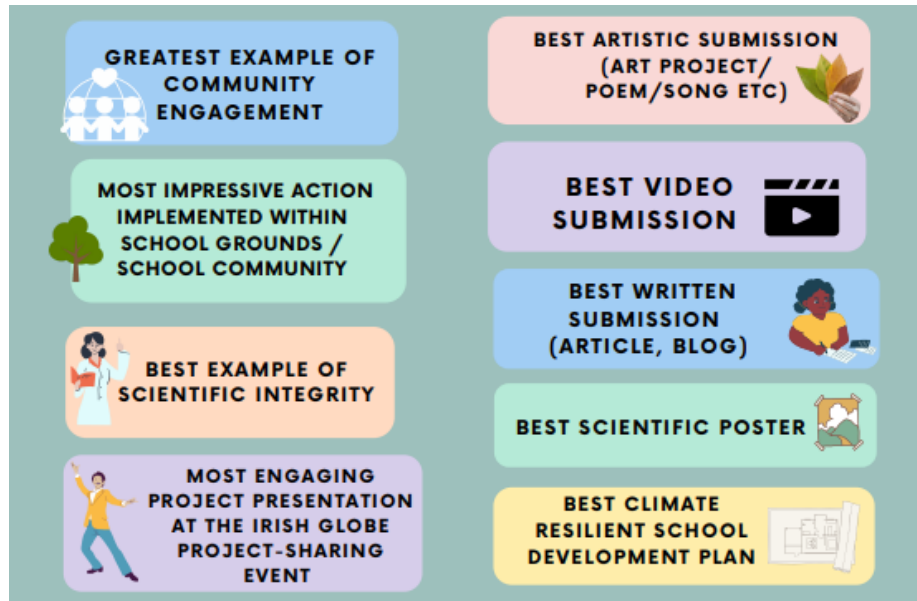 GREATEST EXAMPLE OF
COMMUNITY
ENGAGEMENT
MOST IMPRESSIVE ACTION
IMPLEMENTED WITHIN
SCHOOL GROUNDS /
SCHOOL COMMUNITY
BEST EXAMPLE OF
SCIENTIFIC INTEGRITY
MOST ENGAGING
PROJECT PRESENTATION
AT THE IRISH GLOBE
PROJECT-SHARING
EVENT
BEST ARTISTIC SUBMISSION
(ART PROJECT/
POEM/SONG ETC)
BEST VIDEO
SUBMISSION
BEST WRITTEN
SUBMISSION
(ARTICLE, BLOG)
BEST SCIENTIFIC POSTER
BEST CLIMATE
RESILIENT SCHOOL
DEVELOPMENT PLAN